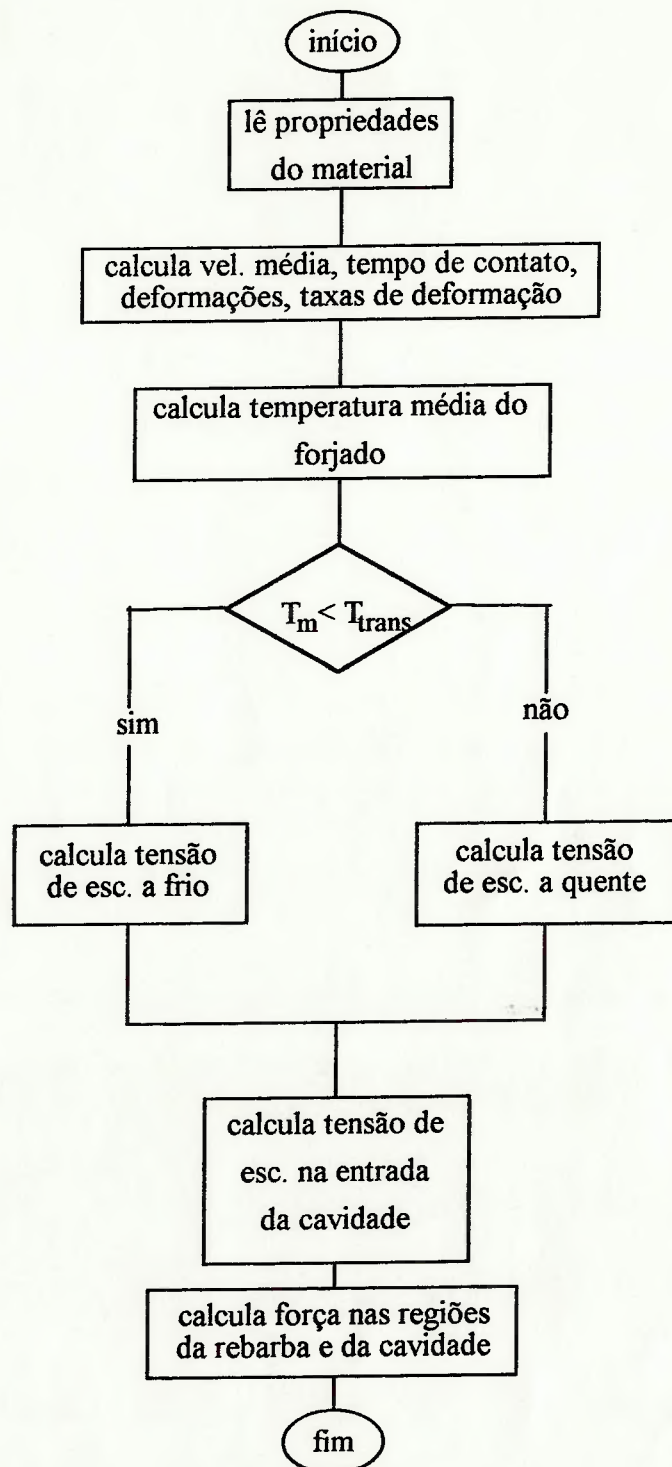 início
lê propriedades
do material
calcula vel. média, tempo de contato,
deformações, taxas de deformação
calcula temperatura média do
forjado
Tm< Ttrans
sim
não
calcula tensão
de esc. a frio
calcula tensão
de esc. a quente
calcula tensão de
esc. na entrada
da cavidade
calcula força nas regiões
da rebarba e da cavidade
fim